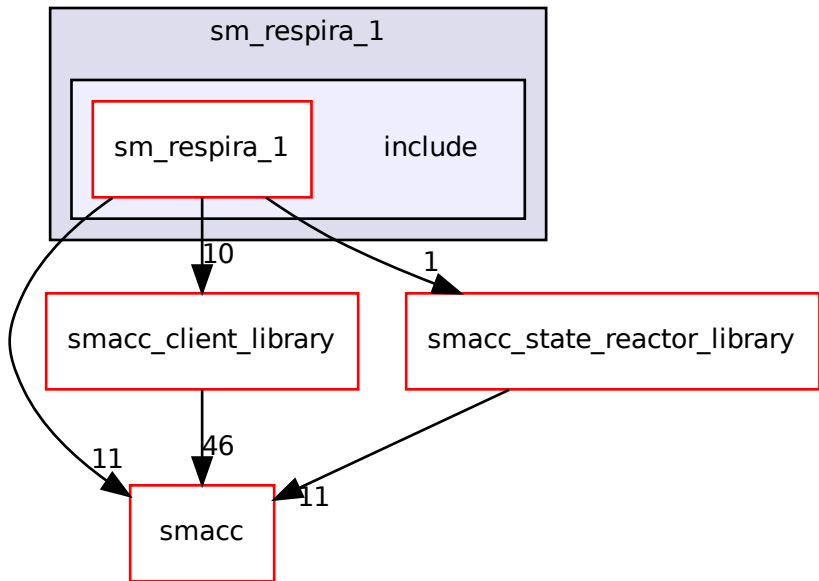 sm_respira_1
sm_respira_1
include
10
1
smacc_client_library
smacc_state_reactor_library
11
46
11
smacc